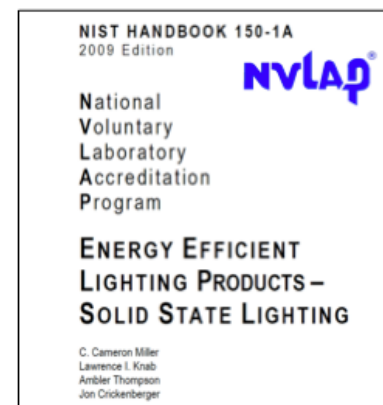 NIST HANDBOOK 150-1A
2009 Edition
NVLAP®
National
Voluntary
Laboratory
Accreditation
Program
ENERGY EFFICIENT
LIGHTING PRODUCTS –
SOLID STATE LIGHTING
C. Cameron Miller
Lawrence I. Knab
Ambler Thompson
Jon Crickenberger